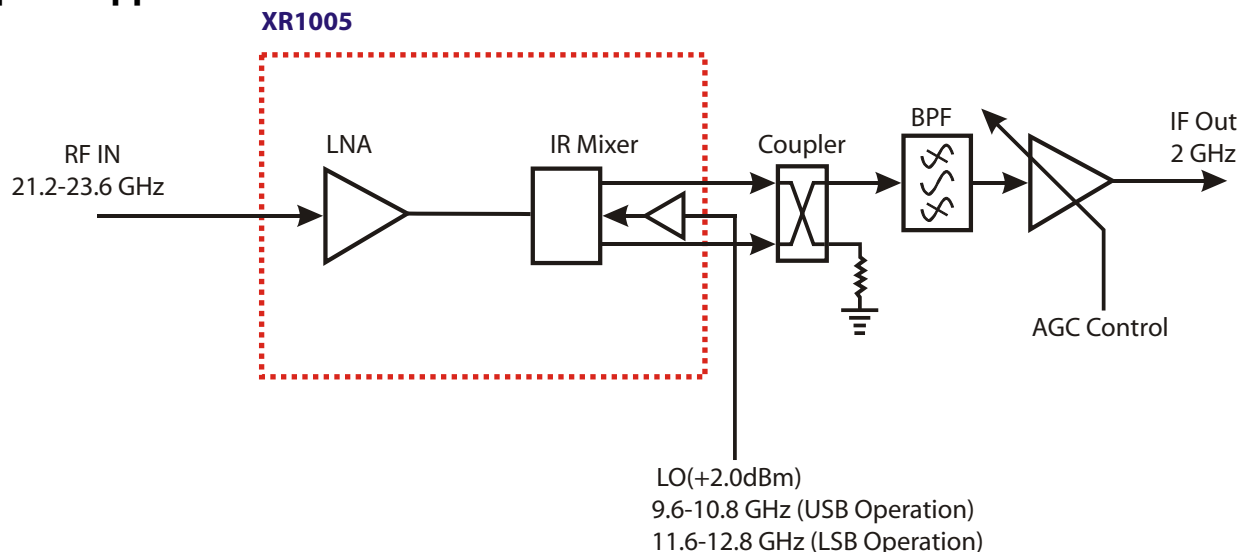 XR1005
RF IN
21.2-23.6 GHz
LNA
IR Mixer
Coupler
BPF
IF Out
2 GHz
AGC Control
LO(+2.0dBm)
9.6-10.8 GHz (USB Operation)
11.6-12.8 GHz (LSB Operation)